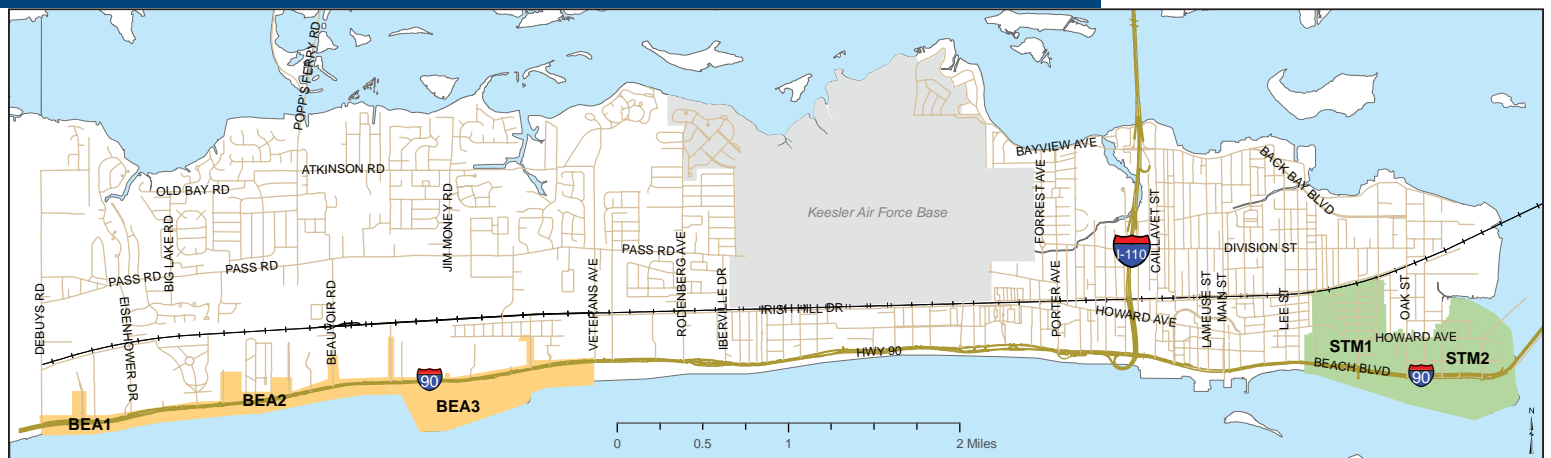 POPP'S FERRY RD
ATKINSON RD
OLD BAY RD
BIG LAKE RD
JIM MONEY RD
PASS RD
PASS RD
PASS RD
DEBUYS RD
EISENHOWER DR
BEAUVOIR RD
VETERANS AVE
RODENBERG AVE
IBERVILLE DR
Keesler Air Force Base
IRISH HILL DR
HWY 90
BAYVIEW AVE
FORREST AVE
PORTER AVE
I-110
CAILLAVET ST
BACK BAY BLVD
DIVISION ST
LAMEUSE ST
MAIN ST
LEE ST
OAK ST
HOWARD AVE
HOWARD AVE
STM1
STM2
BEACH BLVD
90
90
BEA1
BEA2
BEA3
0 0.5 1 2 Miles
N